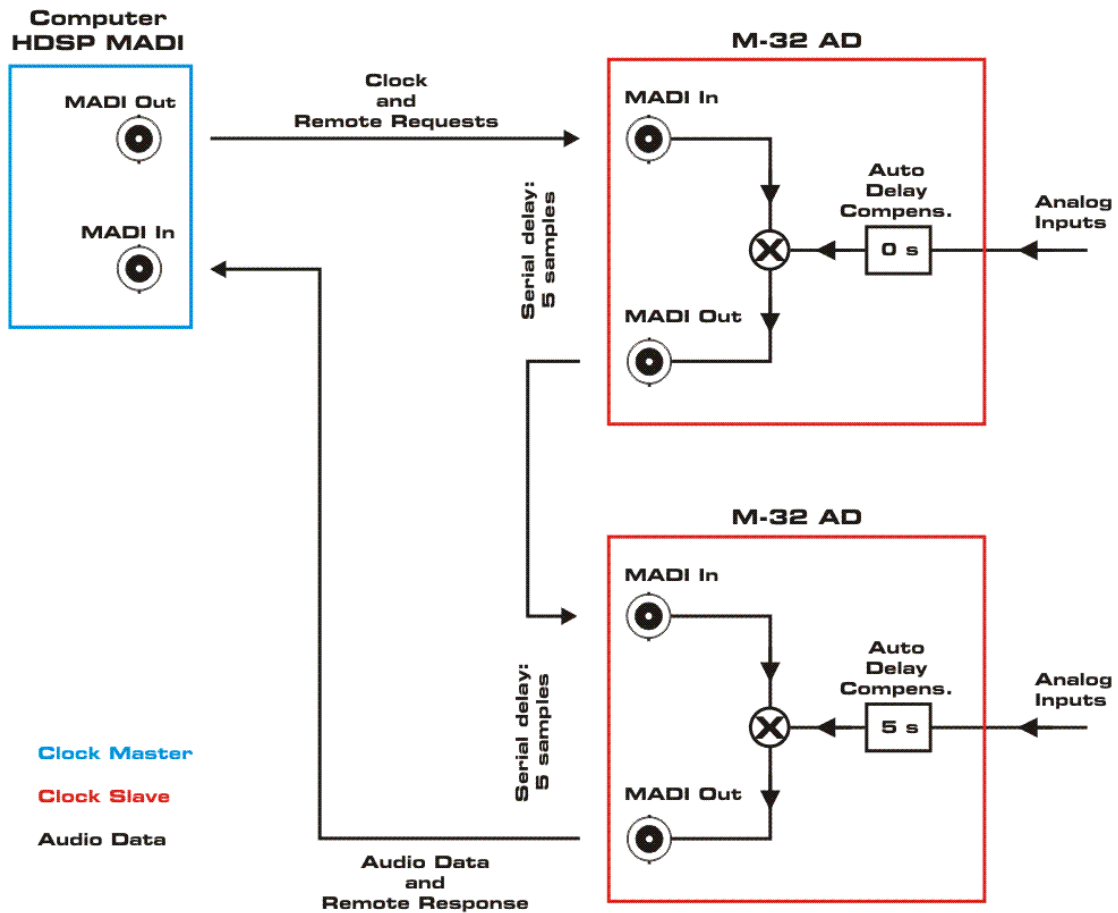 Computer
HDSP MADI
MADI Out
MADI In
Clock
and
Remote Requests
M-32 AD
MADI In
Auto
Delay
Compens.
0 s
Analog
Inputs
Serial delay:
5 samples
MADI Out
M-32 AD
MADI In
Auto
Delay
Compens.
5 s
Analog
Inputs
Serial delay:
5 samples
MADI Out
Clock Master
Clock Slave
Audio Data
Audio Data
and
Remote Response